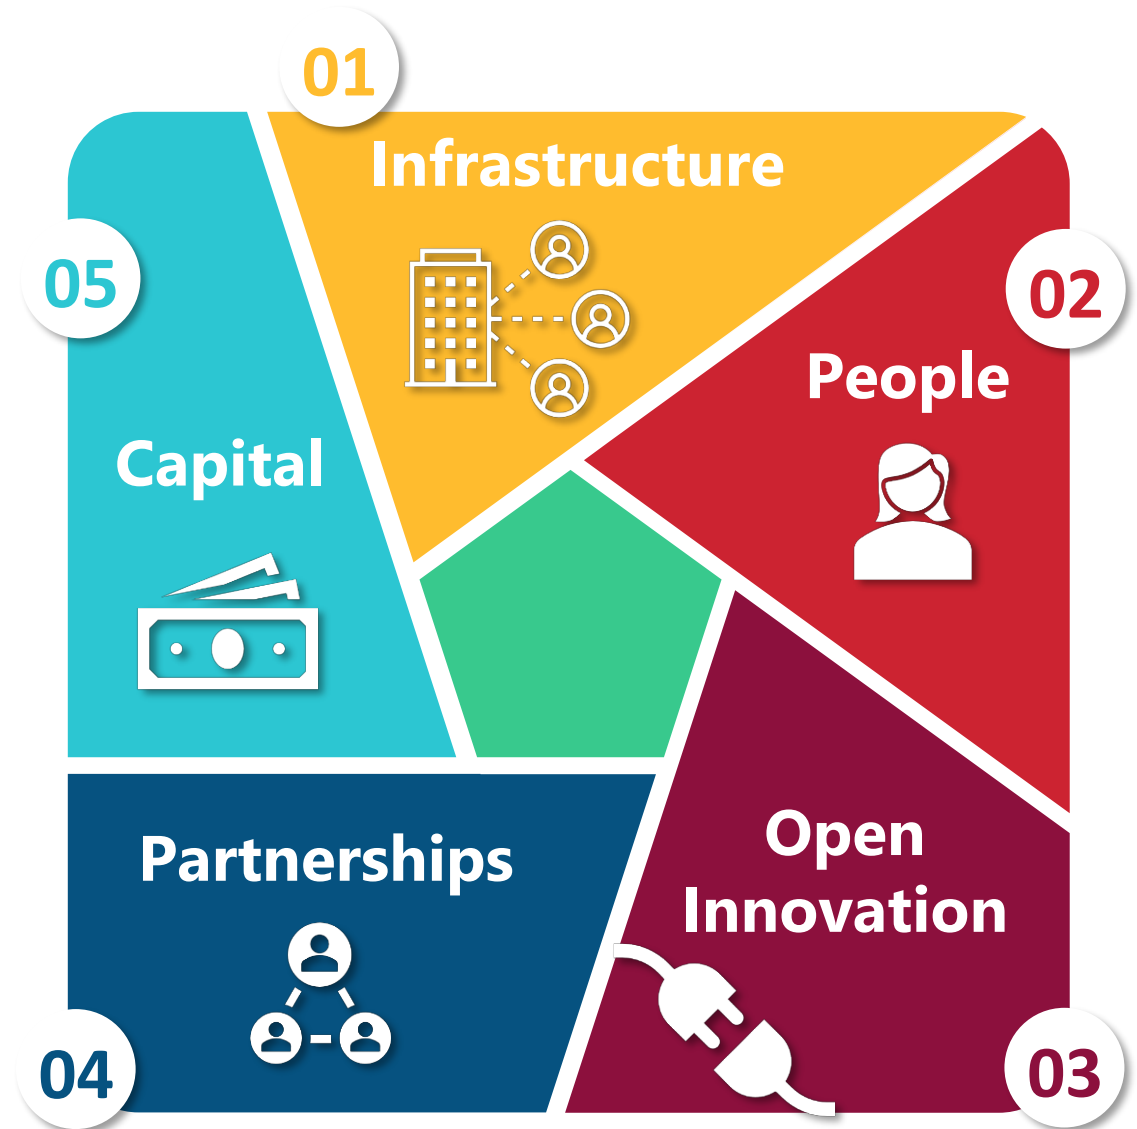 01
Infrastructure
02
People
03
Open
Innovation
04
Partnerships
05
Capital